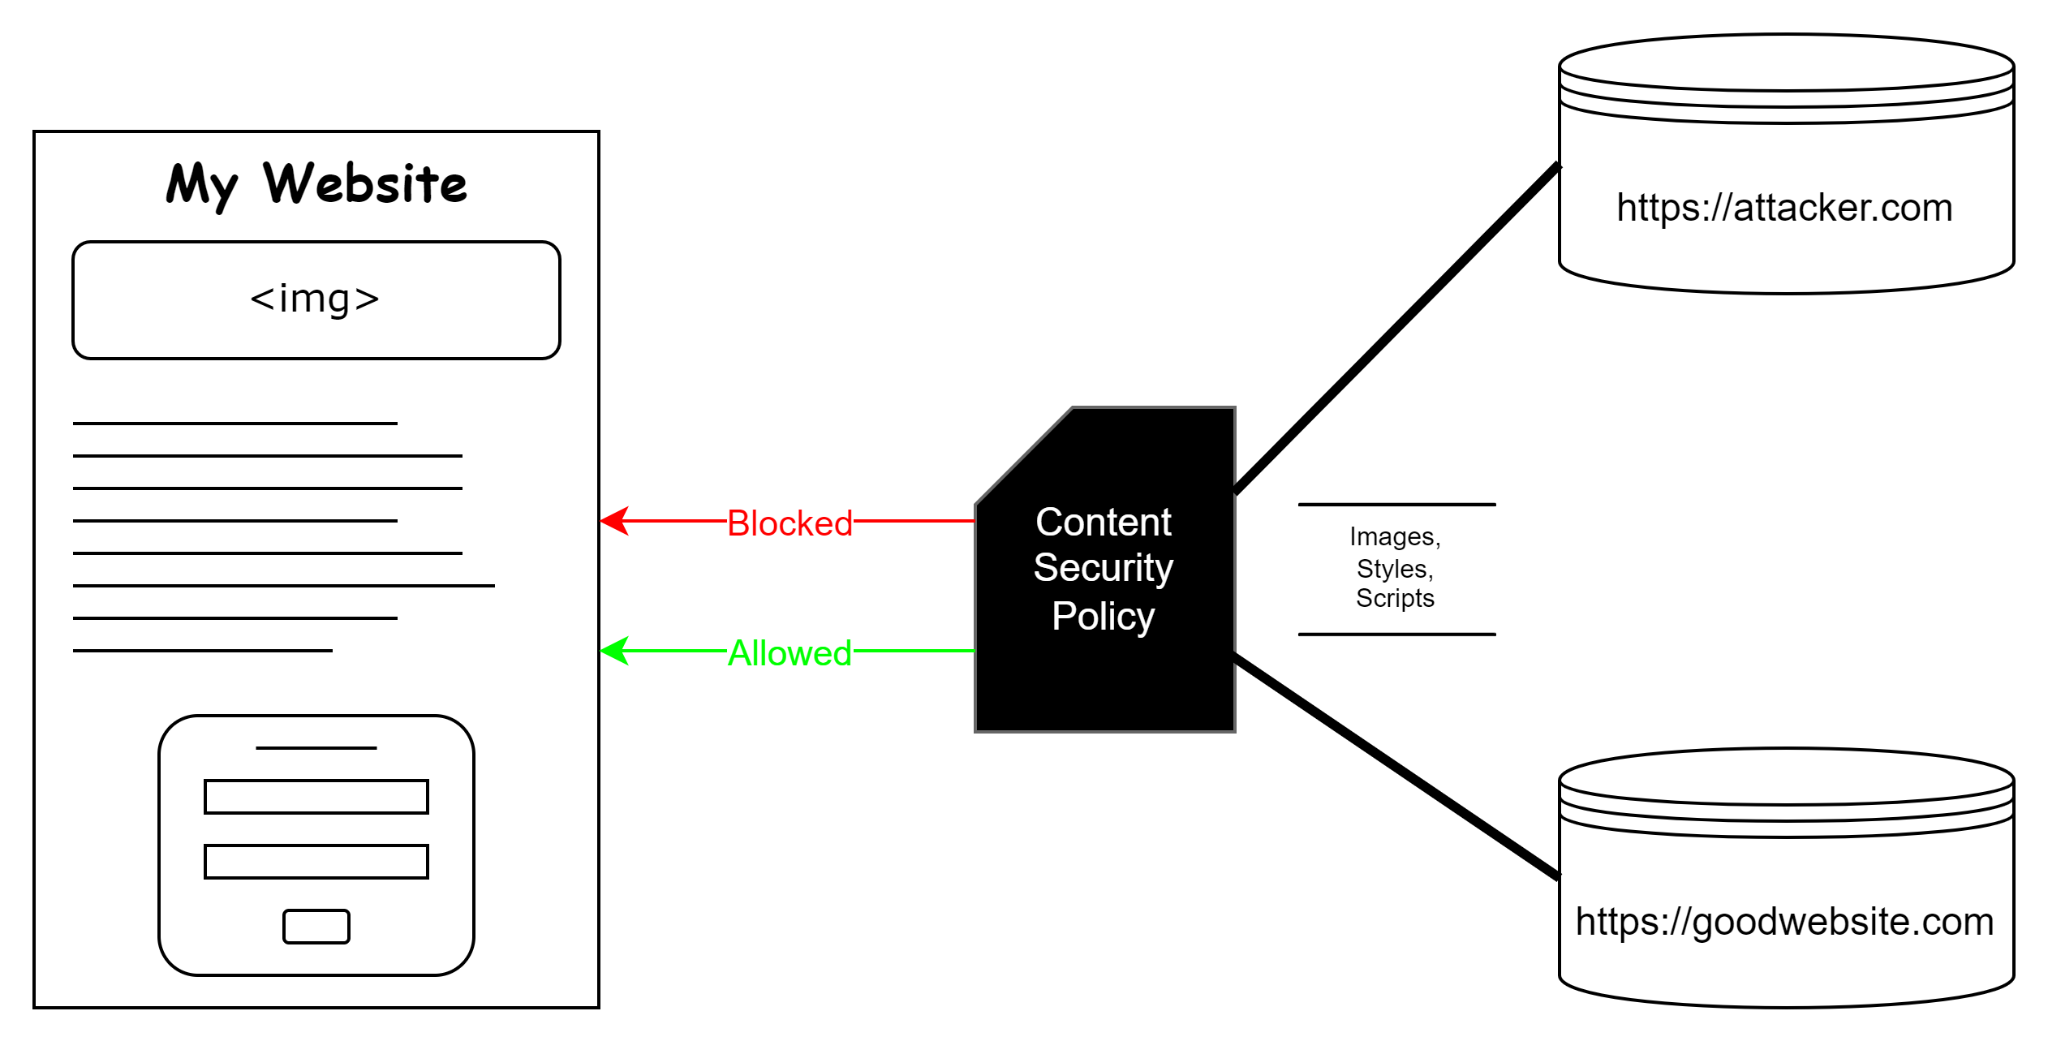 My Website
<img>
Blocked
Allowed
Content
Security
Policy
Images,
Styles,
Scripts
https://attacker.com
https://goodwebsite.com